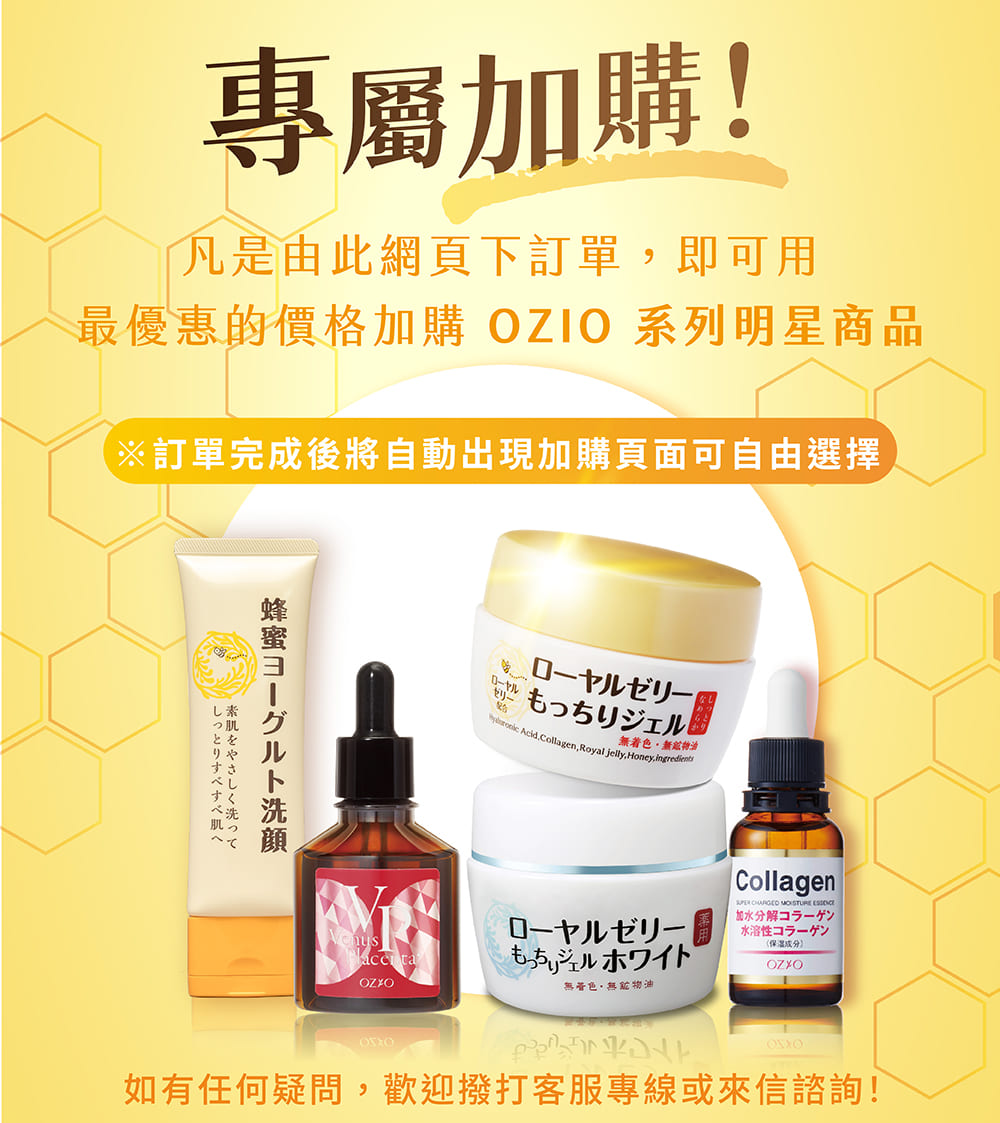 專屬加購!
凡是由此網頁下訂單，即可用
最優惠的價格加購 OZIO 系列明星商品
※訂單完成後將自動出現加購頁面可自由選擇
蜂蜜ヨーグルト洗顔
素肌をやさしく洗って
しっとりすべすべ肌へ
VP
Venus
Placenta
OZIO
ローヤル
ゼリー
配合
ローヤルゼリー
もっちりジェル
しっとり
なめらか
無着色・無鉱物油
Hyaluronic Acid,Collagen,Royal jelly,Honey,ingredients
ローヤルゼリー
もっちりジェル ホワイト
薬用
無着色・無鉱物油
Collagen
SUPER CHARGED MOISTURE ESSENCE
加水分解コラーゲン
水溶性コラーゲン
(保湿成分)
OZIO
如有任何疑問，歡迎撥打客服專線或來信諮詢!